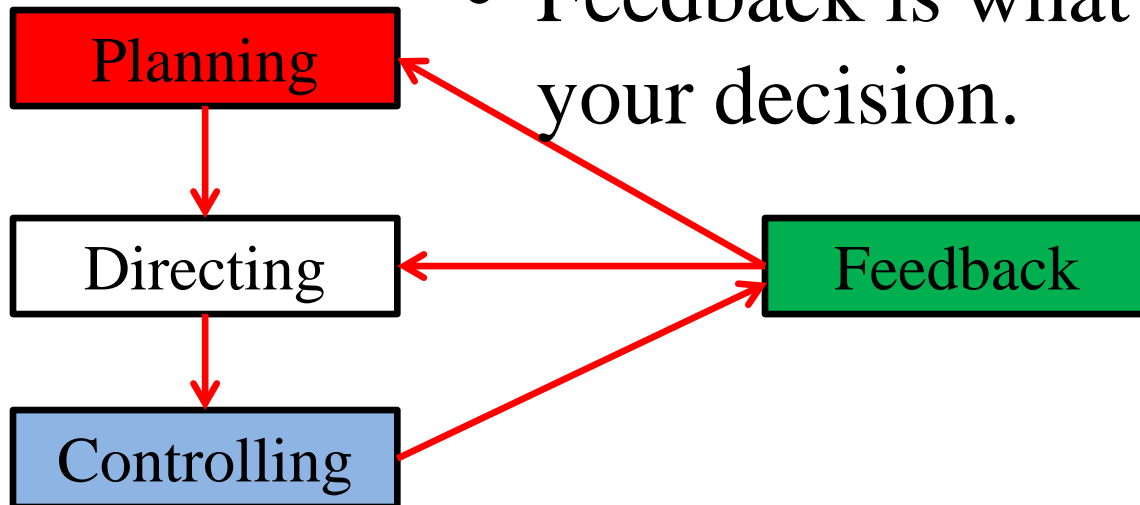 • Feedback is what
your decision.
Planning
Directing
Feedback
Controlling